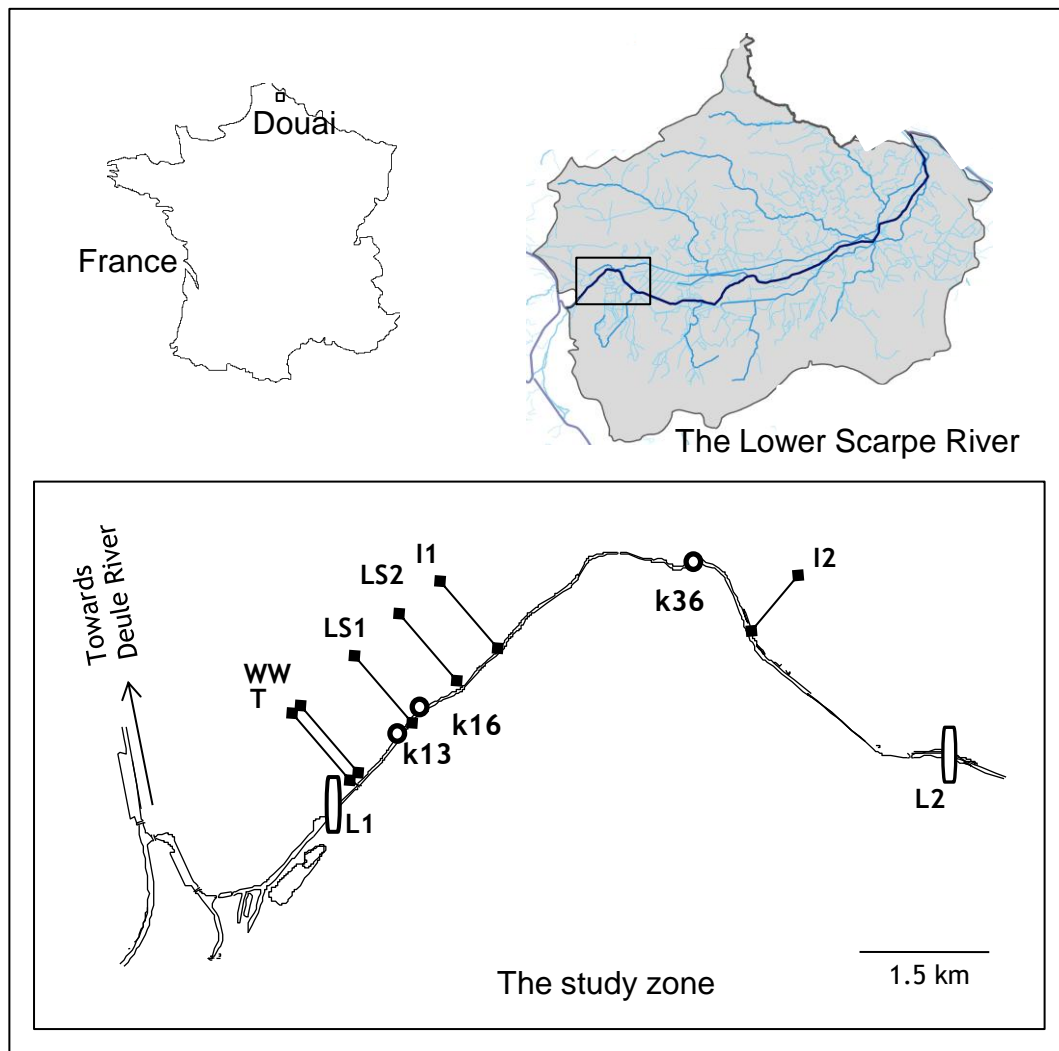 Douai
France
The Lower Scarpe River
Towards
Deule River
I1
I2
LS2
k36
LS1
WW
T
k16
k13
L1
L2
1.5 km
The study zone